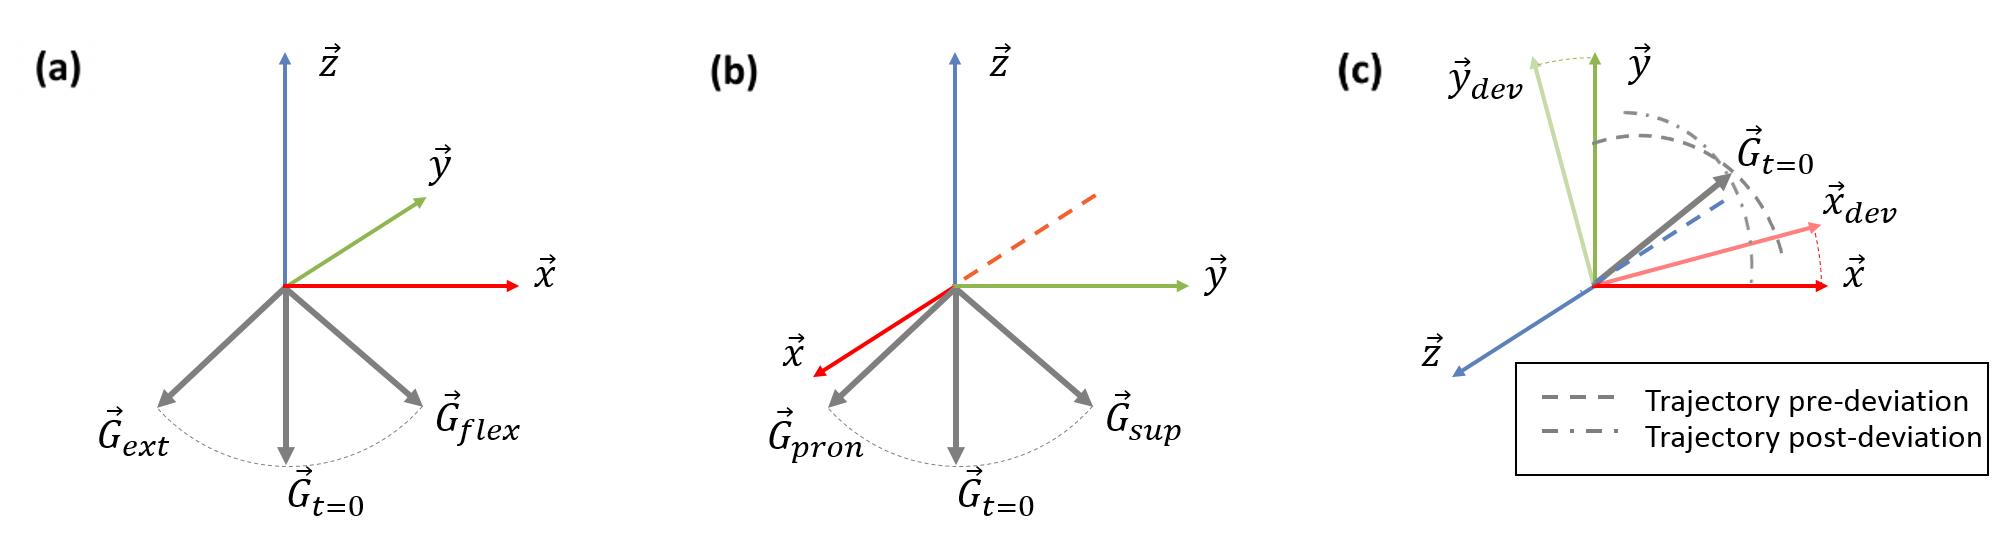 (a)
z⃗
y⃗
x⃗
G⃗ext
G⃗flex
G⃗t=0
(b)
z⃗
y⃗
x⃗
G⃗pron
G⃗sup
G⃗t=0
(c)
y⃗
y⃗dev
G⃗t=0
x⃗dev
x⃗
z⃗
Trajectory pre-deviation
Trajectory post-deviation